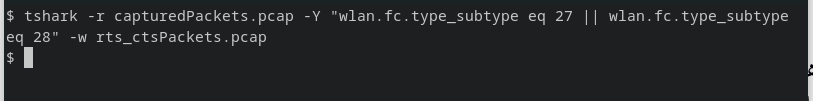 $ tshark -r capturedPackets.pcap -Y "wlan.fc.type_subtype eq 27 || wlan.fc.type_subtype
eq 28" -w rts_ctsPackets.pcap
$